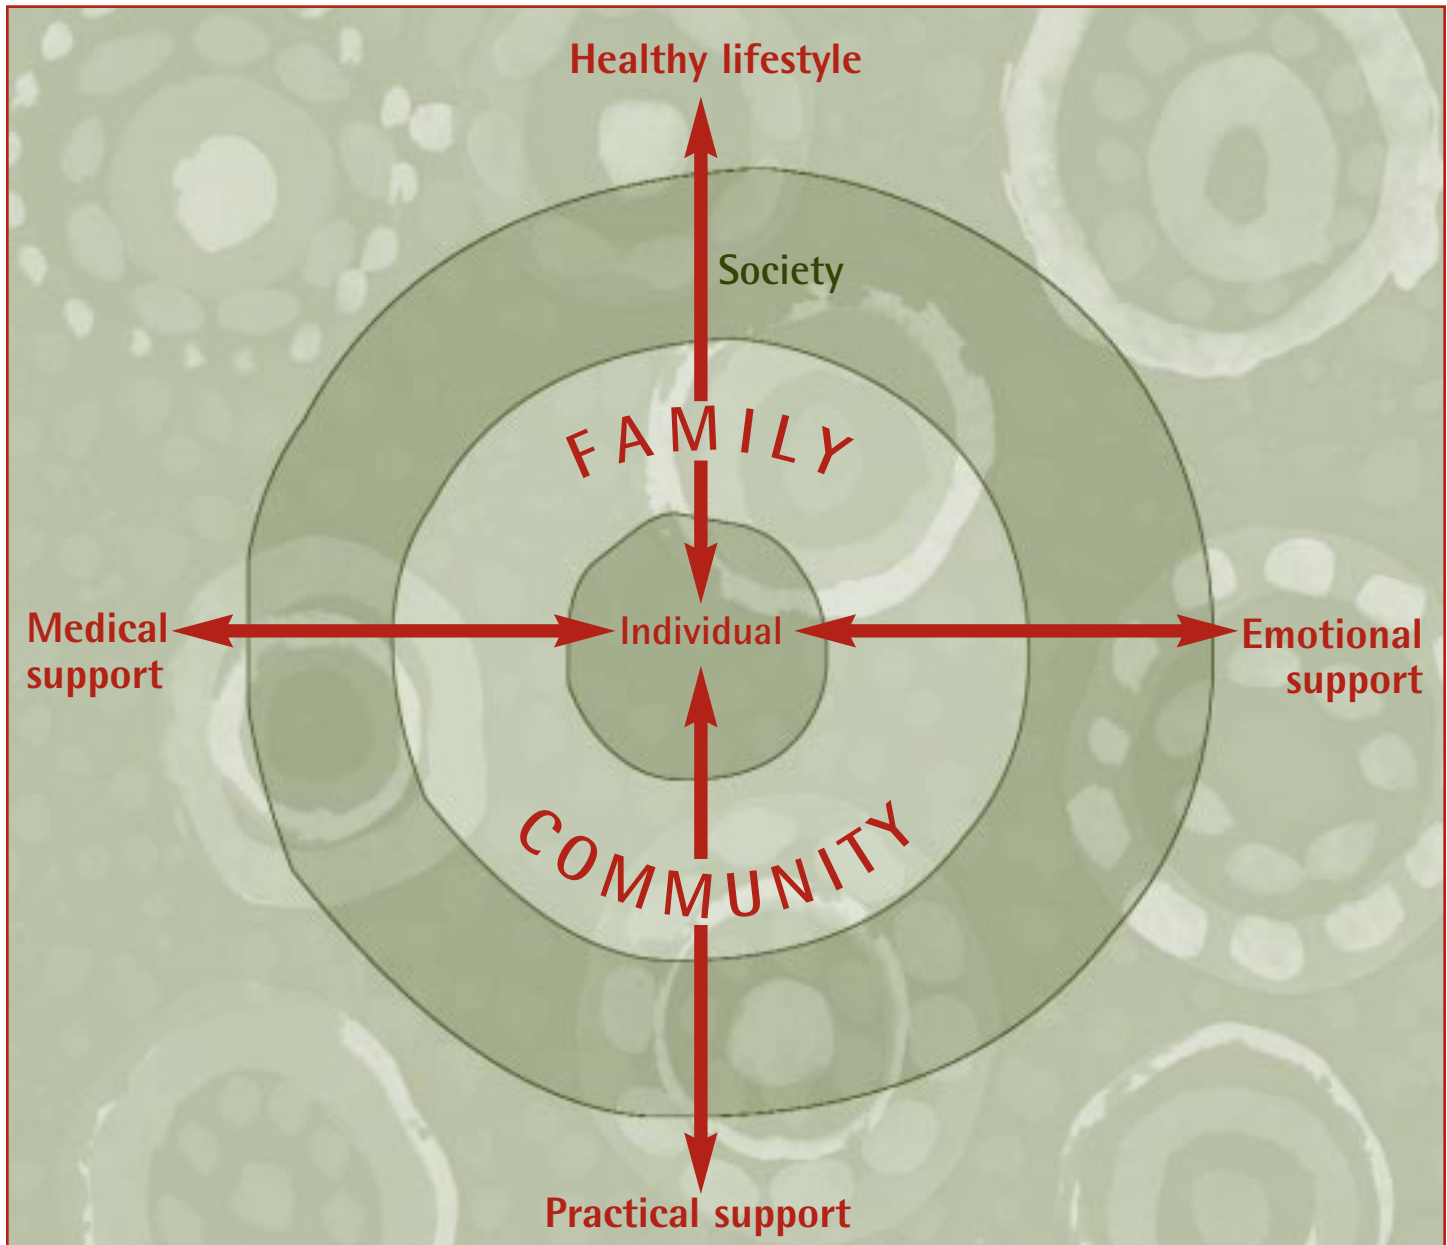 Healthy lifestyle
Society
FAMILY
Medical
support
Individual
Emotional
support
COMMUNITY
Practical support